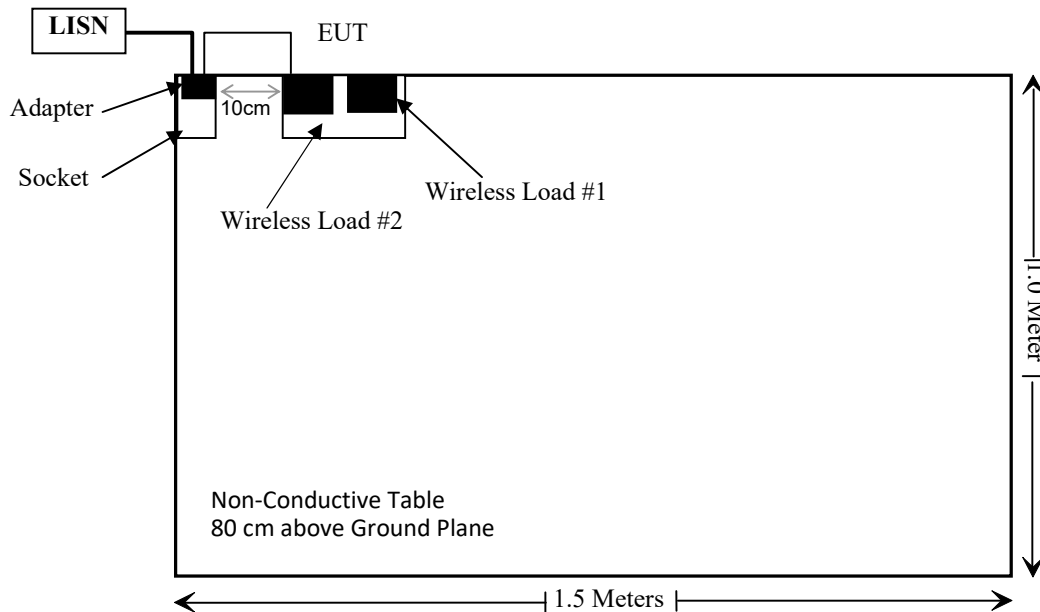 LISN
EUT
Adapter
10cm
Socket
Wireless Load #1
Wireless Load #2
1.0 Meter
Non-Conductive Table
80 cm above Ground Plane
1.5 Meters